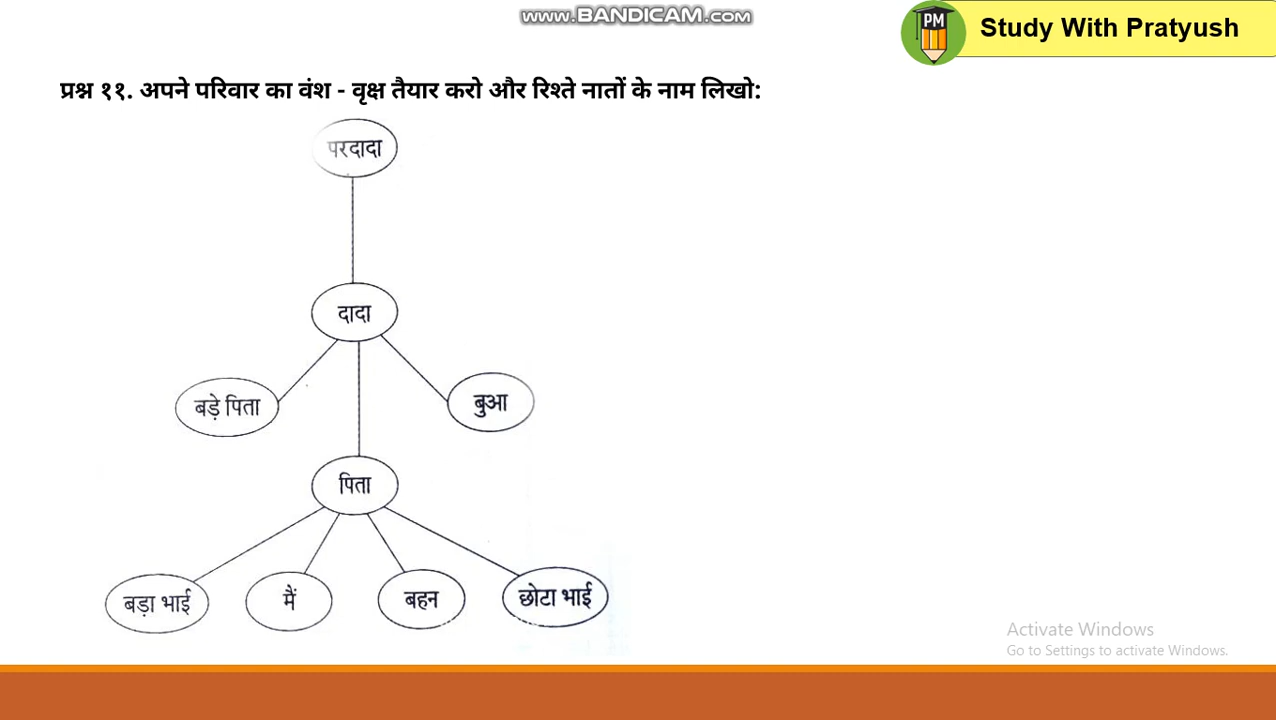 www.BANDICAM.com
PM
Study With Pratyush
प्रश्न ११. अपने परिवार का वंश - वृक्ष तैयार करो और रिश्ते नातों के नाम लिखो:
परदादा
दादा
बड़े पिता
बुआ
पिता
बड़ा भाई
मैं
बहन
छोटा भाई
Activate Windows
Go to Settings to activate Windows.